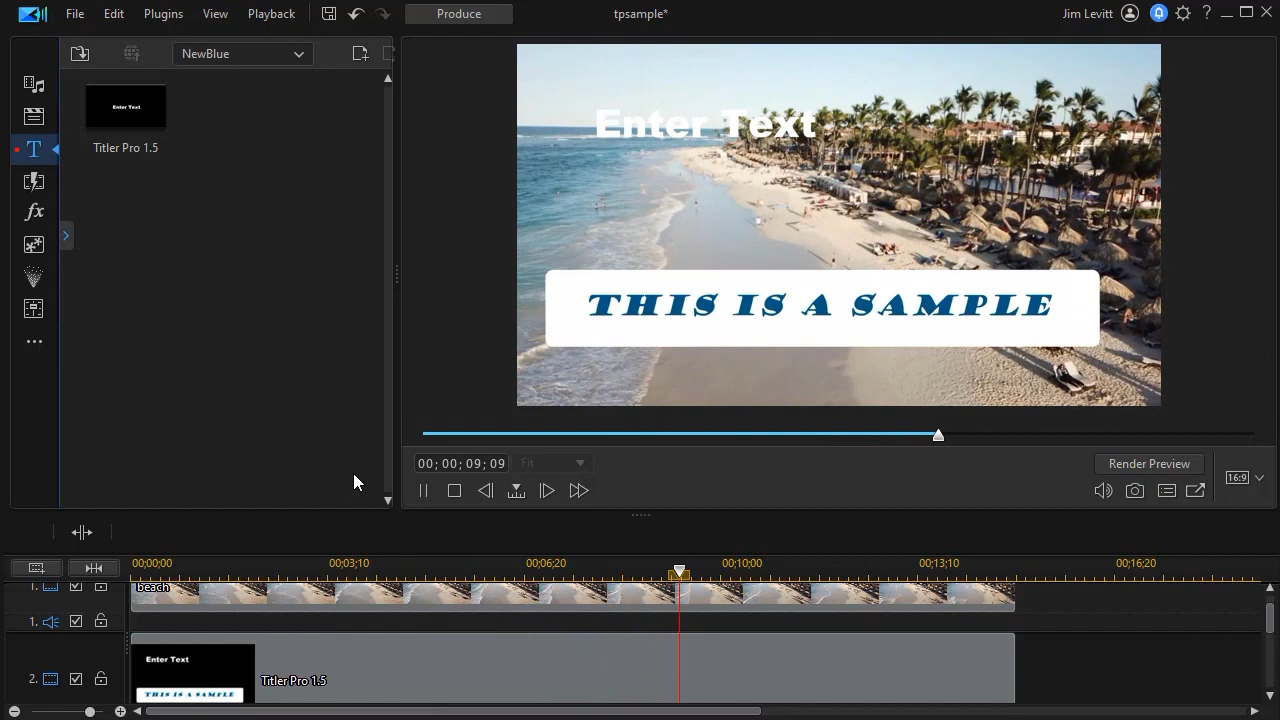 File Edit Plugins View Playback Produce tpsample* Jim Levitt ?
NewBlue
Enter Text
Titler Pro 1.5
T
fx
Enter Text
THIS IS A SAMPLE
00; 00; 09; 09 Fit Render Preview
16:9
00;00;00 00;03;10 00;06;20 00;10;00 00;13;10 00;16;20
1. beach
1.
Enter Text
2. Titler Pro 1.5
THIS IS A SAMPLE